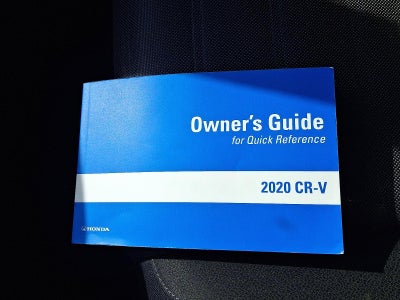 Owner's Guide
for Quick Reference
2020 CR-V
HONDA